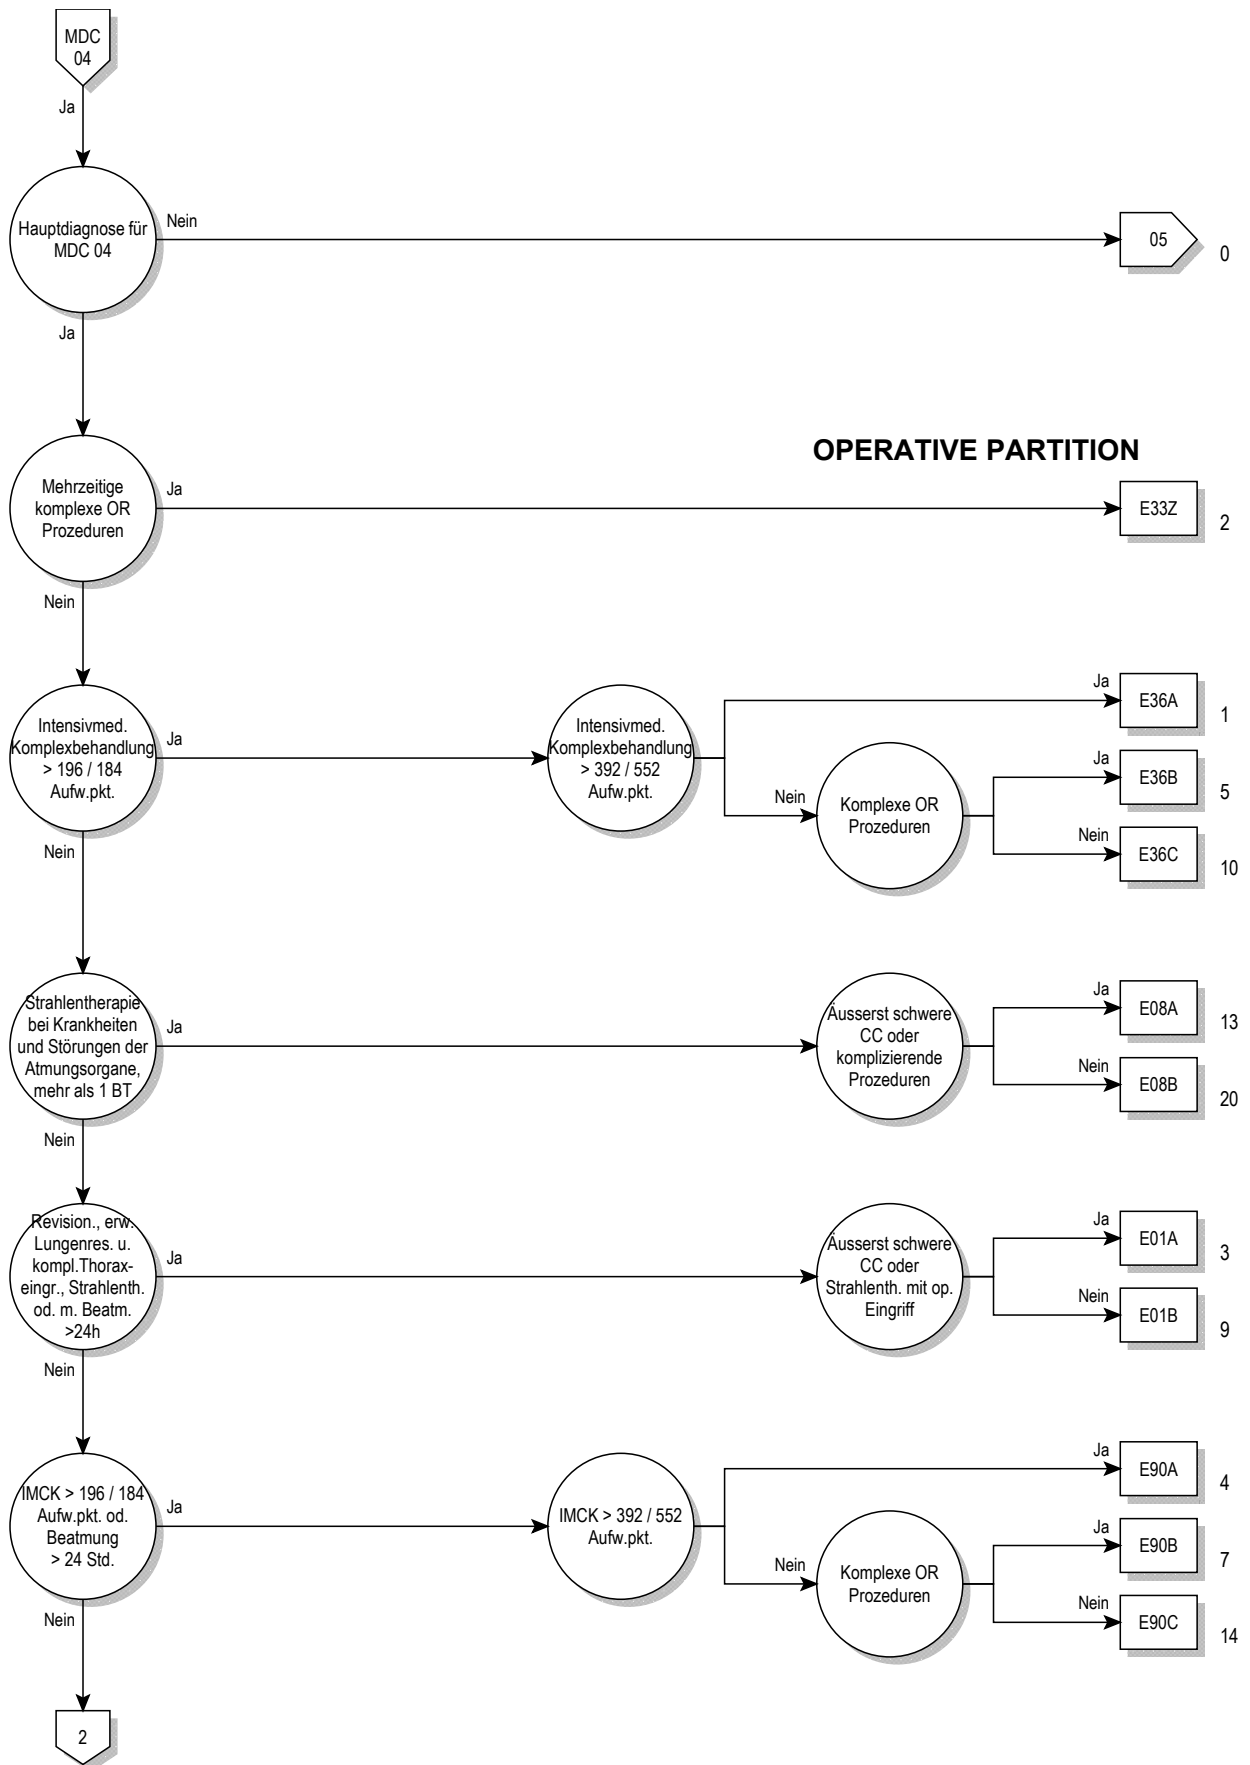 MDC
04
Ja
Hauptdiagnose für
MDC 04
Nein
05
0
Ja
OPERATIVE PARTITION
Mehrzeitige
komplexe OR
Prozeduren
Ja
E33Z
2
Nein
Intensivmed.
Komplexbehandlung
> 196 / 184
Aufw.pkt.
Ja
Intensivmed.
Komplexbehandlung
> 392 / 552
Aufw.pkt.
Ja
E36A
1
Nein
Komplexe OR
Prozeduren
Ja
E36B
5
Nein
E36C
10
Nein
Strahlentherapie
bei Krankheiten
und Störungen der
Atmungsorgane,
mehr als 1 BT
Ja
Äusserst schwere
CC oder
komplizierende
Prozeduren
Ja
E08A
13
Nein
E08B
20
Nein
Revision., erw.
Lungenres. u.
kompl.Thorax-
eingr., Strahlenth.
od. m. Beatm.
>24h
Ja
Äusserst schwere
CC oder
Strahlenth. mit op.
Eingriff
Ja
E01A
3
Nein
E01B
9
Nein
IMCK > 196 / 184
Aufw.pkt. od.
Beatmung
> 24 Std.
Ja
IMCK > 392 / 552
Aufw.pkt.
Ja
E90A
4
Nein
Komplexe OR
Prozeduren
Ja
E90B
7
Nein
E90C
14
Nein
2